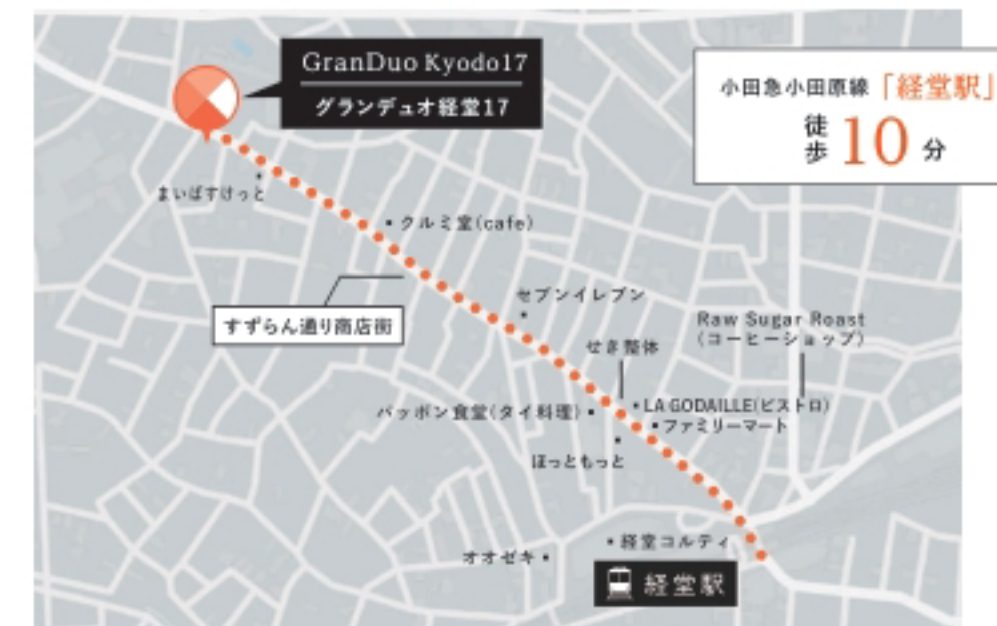 GranDuo Kyodo17
グランデュオ経堂17
小田急小田原線「経堂駅」
徒歩10分
まいばすけっと
クルミ堂(cafe)
すずらん通り商店街
セブンイレブン
Raw Sugar Roast
(コーヒーショップ)
せき整体
パッポン食堂(タイ料理)
LA GODAILLE(ビストロ)
ファミリーマート
ほっともっと
経堂コルティ
オオゼキ
経堂駅